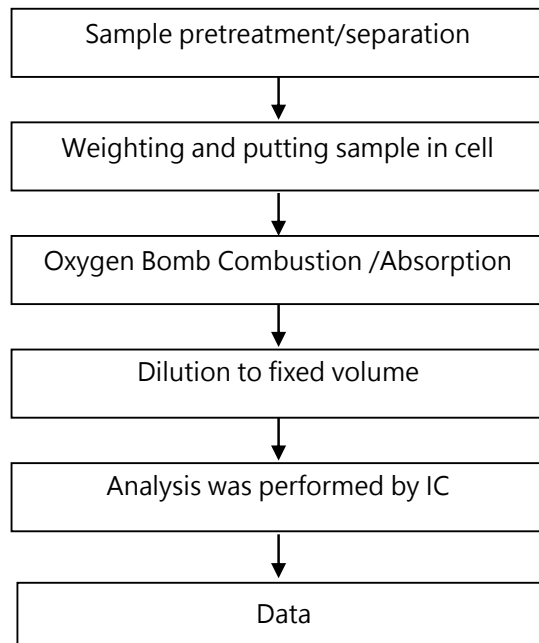 Sample pretreatment/separation
Weighting and putting sample in cell
Oxygen Bomb Combustion /Absorption
Dilution to fixed volume
Analysis was performed by IC
Data